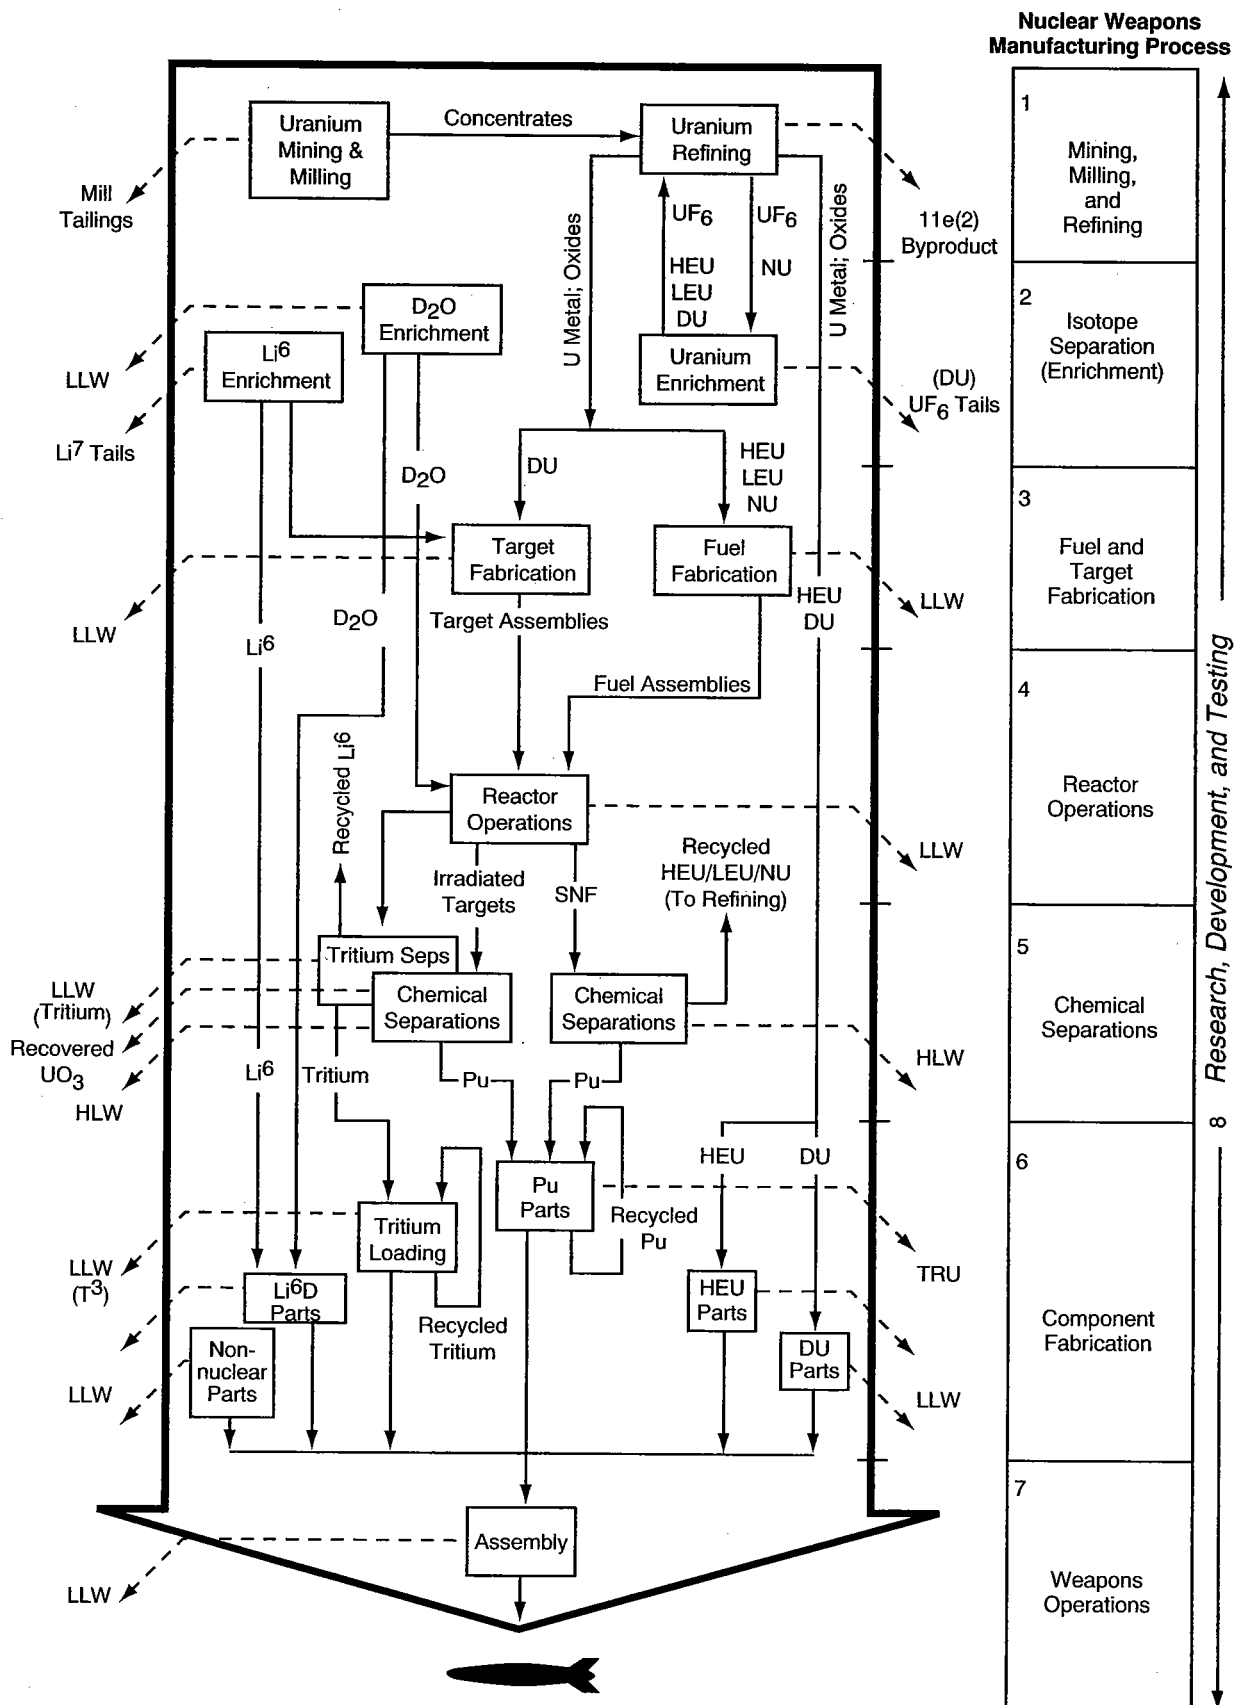 Nuclear Weapons
Manufacturing Process
Uranium
Mining &
Milling
Concentrates
Uranium
Refining
Mill
Tailings
11e(2)
Byproduct
U Metal; Oxides
UF6
HEU
LEU
DU
UF6
NU
U Metal; Oxides
D2O
Enrichment
Li6
Enrichment
Uranium
Enrichment
LLW
Li7 Tails
(DU)
UF6 Tails
D2O
DU
HEU
LEU
NU
Target
Fabrication
Fuel
Fabrication
LLW
LLW
D2O
Li6
Target Assemblies
HEU
DU
Fuel Assemblies
Recycled Li6
Reactor
Operations
LLW
Irradiated
Targets
SNF
Recycled
HEU/LEU/NU
(To Refining)
Tritium Seps
Chemical
Separations
Chemical
Separations
LLW
(Tritium)
Recovered
UO3
HLW
HLW
Li6
Tritium
Pu
Pu
HEU
DU
Pu
Parts
Recycled
Pu
Tritium
Loading
Recycled
Tritium
LLW
(T3)
TRU
Li6D
Parts
HEU
Parts
Non-
nuclear
Parts
DU
Parts
LLW
LLW
Assembly
LLW
1
Mining,
Milling,
and
Refining
2
Isotope
Separation
(Enrichment)
3
Fuel and
Target
Fabrication
4
Reactor
Operations
5
Chemical
Separations
6
Component
Fabrication
7
Weapons
Operations
8 Research, Development, and Testing